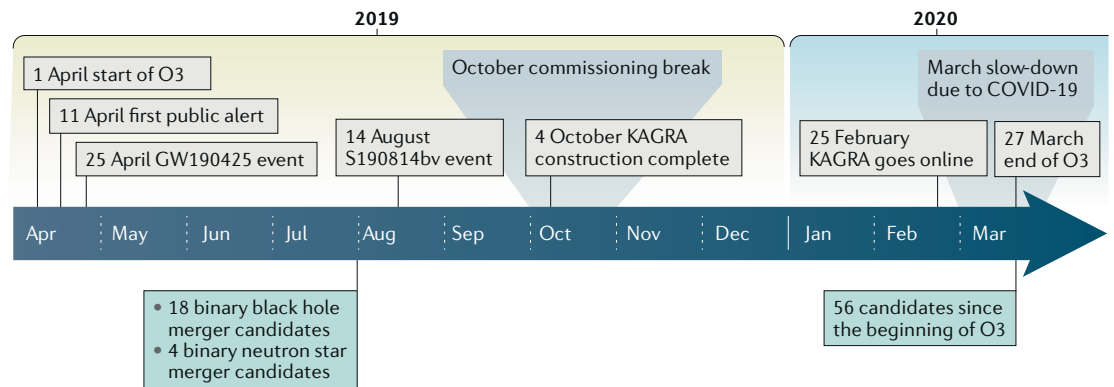 2019
2020
October commissioning break
March slow-down
due to COVID-19
1 April start of O3
11 April first public alert
25 April GW190425 event
14 August
S190814bv event
4 October KAGRA
construction complete
25 February
KAGRA goes online
27 March
end of O3
Apr
May
Jun
Jul
Aug
Sep
Oct
Nov
Dec
Jan
Feb
Mar
• 18 binary black hole
merger candidates
• 4 binary neutron star
merger candidates
56 candidates since
the beginning of O3